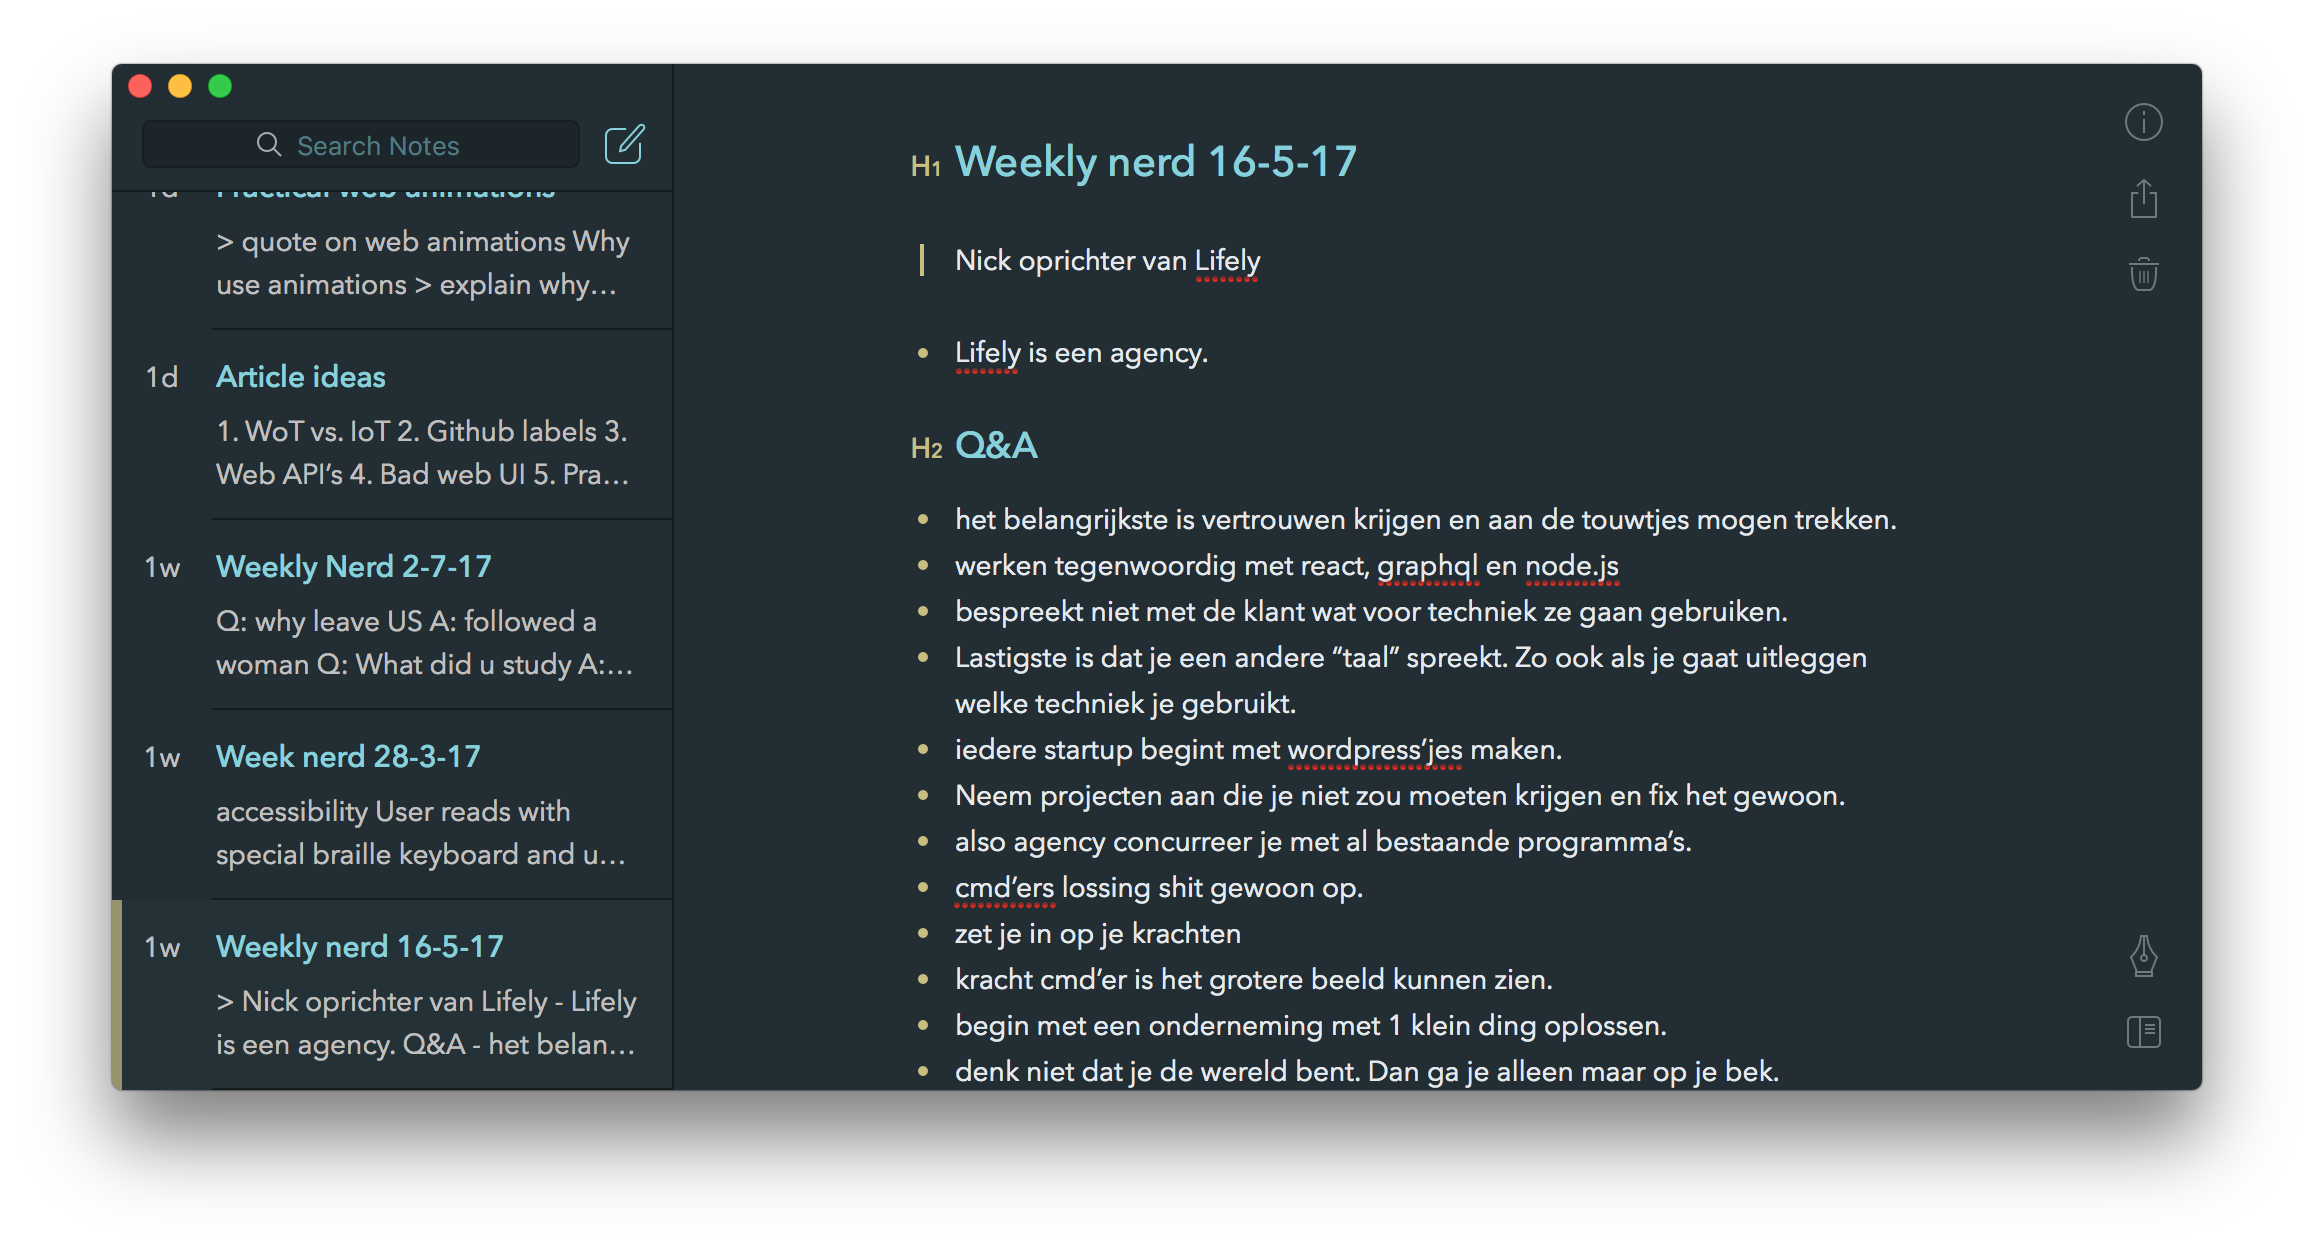 Search Notes
1d Practical web animations
> quote on web animations Why
use animations > explain why...
1d Article ideas
1. WoT vs. IoT 2. Github labels 3.
Web API's 4. Bad web UI 5. Pra...
1w Weekly Nerd 2-7-17
Q: why leave US A: followed a
woman Q: What did u study A:...
1w Week nerd 28-3-17
accessibility User reads with
special braille keyboard and u...
1w Weekly nerd 16-5-17
> Nick oprichter van Lifely - Lifely
is een agency. Q&A - het belan...
H1 Weekly nerd 16-5-17
Nick oprichter van Lifely
• Lifely is een agency.
H2 Q&A
• het belangrijkste is vertrouwen krijgen en aan de touwtjes mogen trekken.
• werken tegenwoordig met react, graphql en node.js
• bespreekt niet met de klant wat voor techniek ze gaan gebruiken.
• Lastigste is dat je een andere “taal” spreekt. Zo ook als je gaat uitleggen
welke techniek je gebruikt.
• iedere startup begint met wordpress’jes maken.
• Neem projecten aan die je niet zou moeten krijgen en fix het gewoon.
• also agency concurreer je met al bestaande programma’s.
• cmd’ers lossing shit gewoon op.
• zet je in op je krachten
• kracht cmd’er is het grotere beeld kunnen zien.
• begin met een onderneming met 1 klein ding oplossen.
• denk niet dat je de wereld bent. Dan ga je alleen maar op je bek.